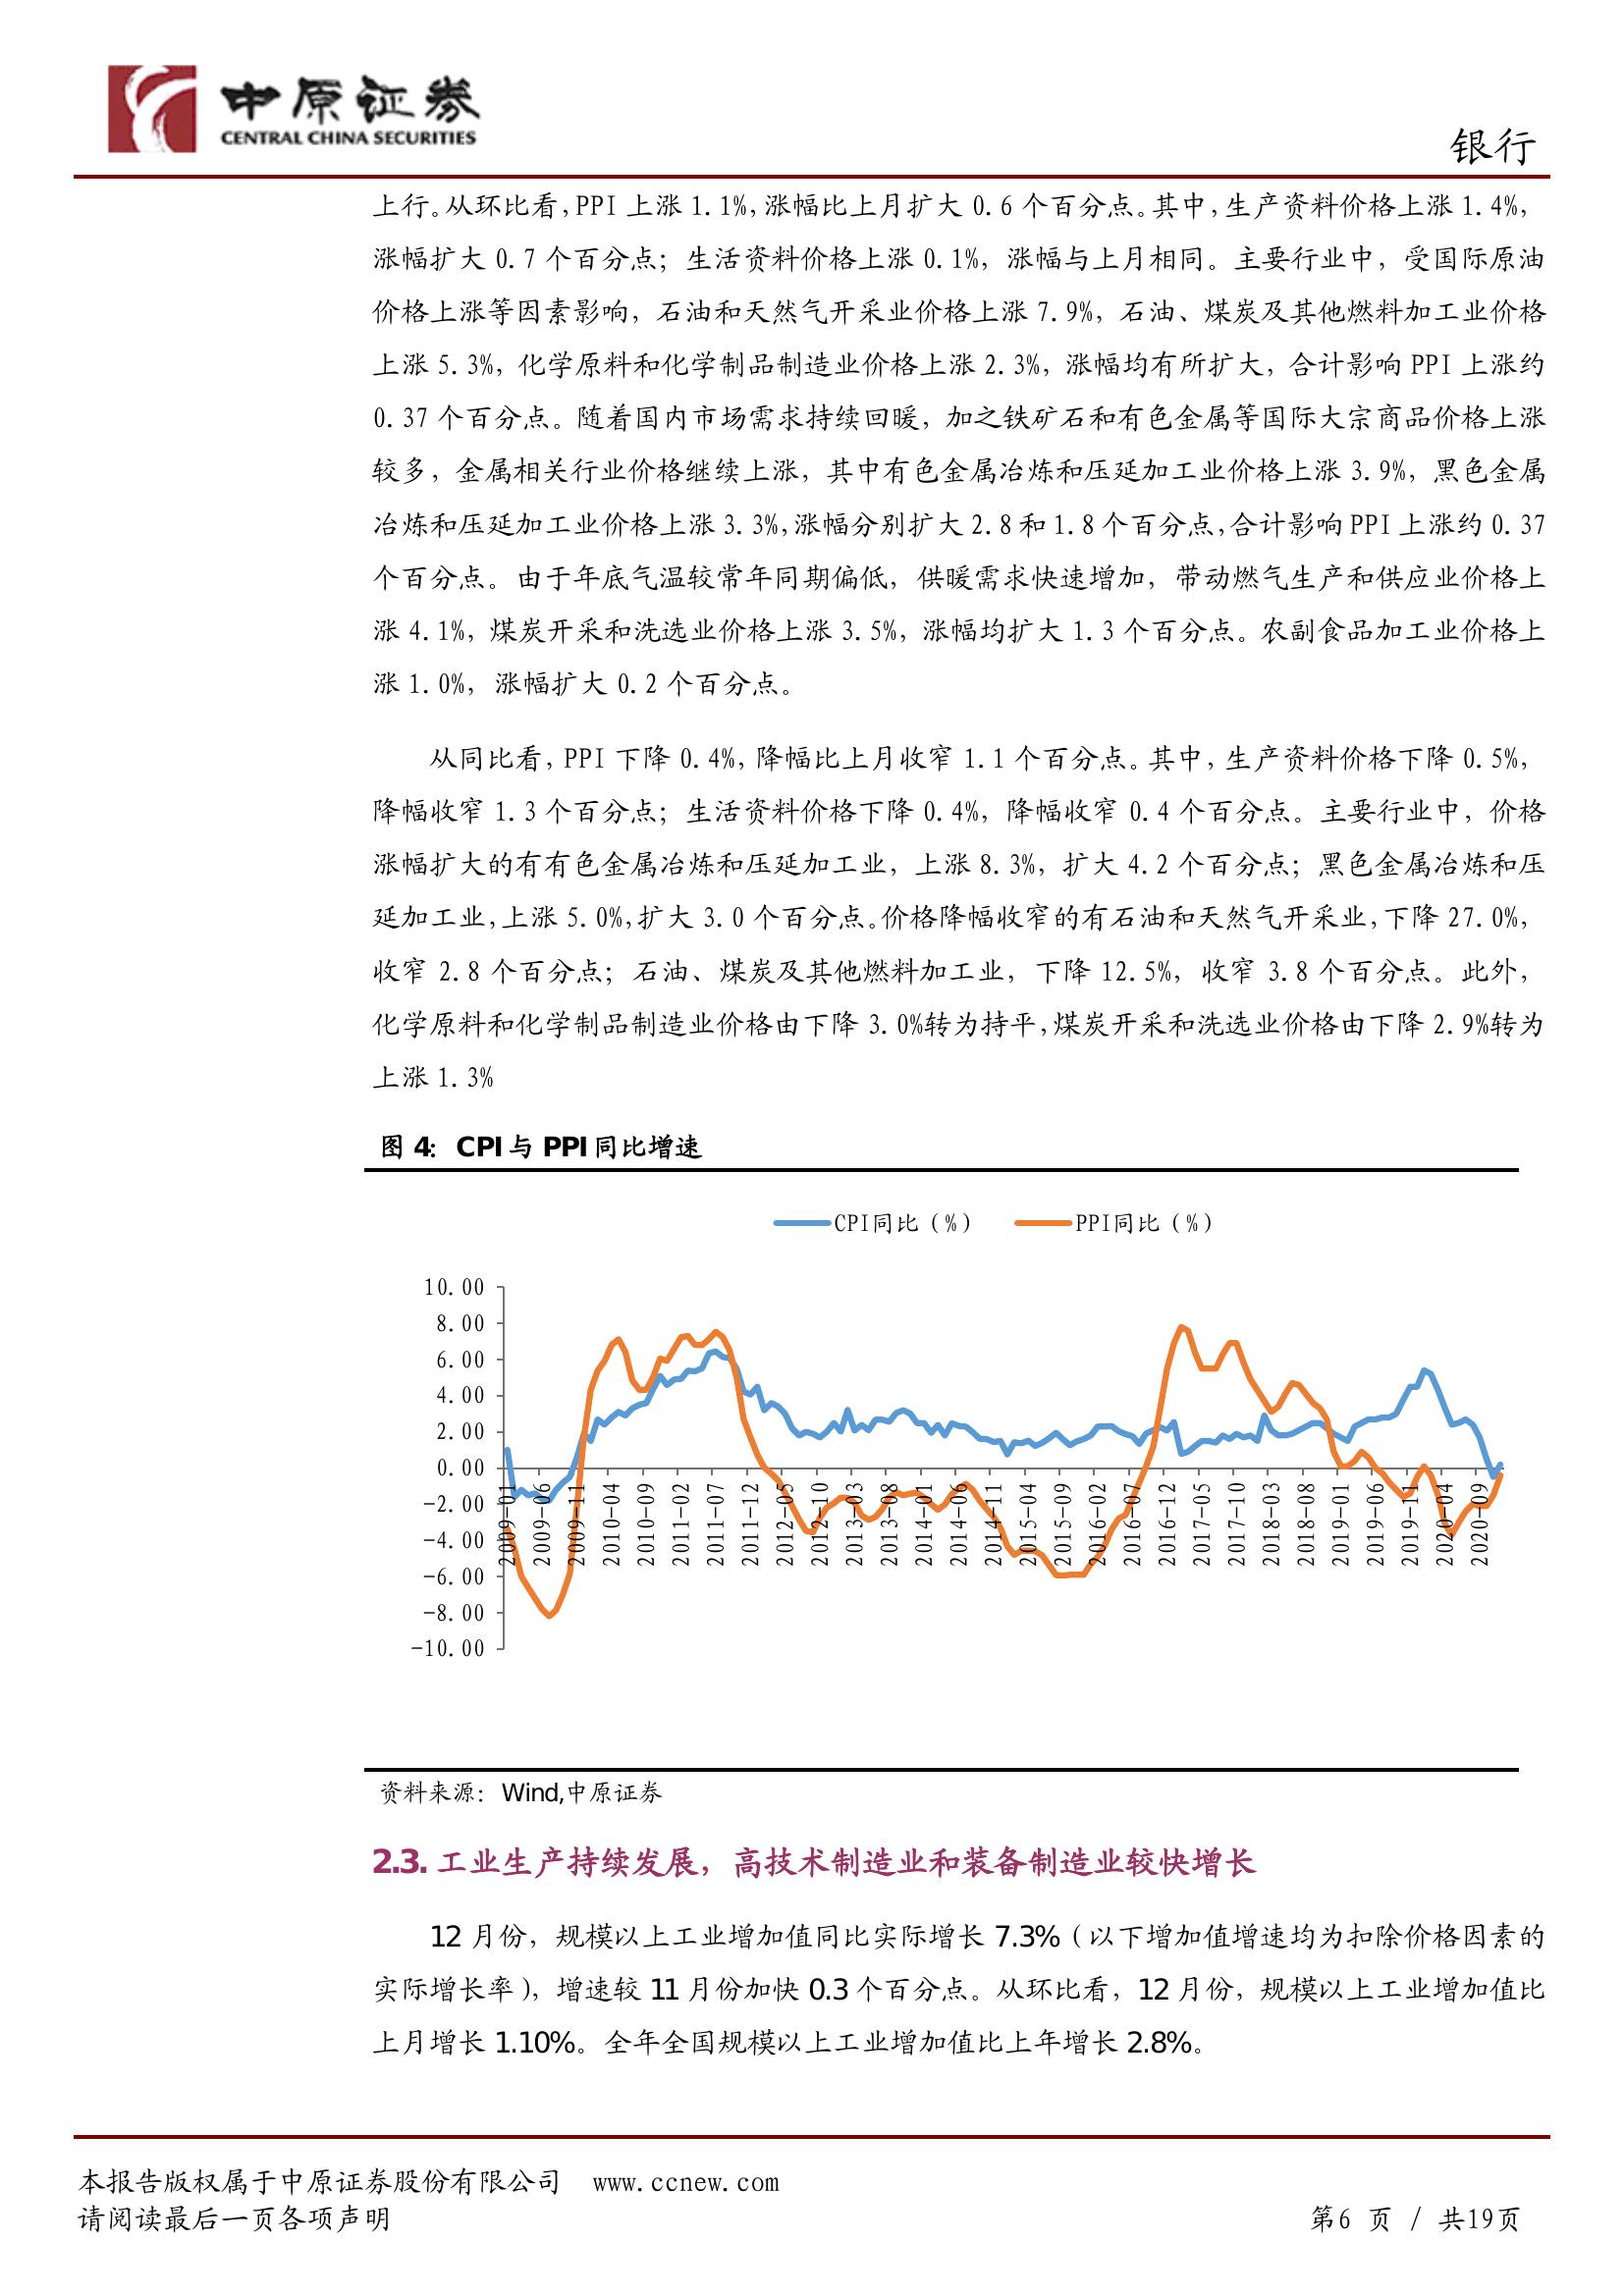 中原证券
CENTRAL CHINA SECURITIES
银行
上行。从环比看，PPI 上涨 1.1%，涨幅比上月扩大 0.6 个百分点。其中，生产资料价格上涨 1.4%，
涨幅扩大 0.7 个百分点；生活资料价格上涨 0.1%，涨幅与上月相同。主要行业中，受国际原油
价格上涨等因素影响，石油和天然气开采业价格上涨 7.9%，石油、煤炭及其他燃料加工业价格
上涨 5.3%，化学原料和化学制品制造业价格上涨 2.3%，涨幅均有所扩大，合计影响 PPI 上涨约
0.37 个百分点。随着国内市场需求持续回暖，加之铁矿石和有色金属等国际大宗商品价格上涨
较多，金属相关行业价格继续上涨，其中有色金属冶炼和压延加工业价格上涨 3.9%，黑色金属
冶炼和压延加工业价格上涨 3.3%，涨幅分别扩大 2.8 和 1.8 个百分点，合计影响 PPI 上涨约 0.37
个百分点。由于年底气温较常年同期偏低，供暖需求快速增加，带动燃气生产和供应业价格上
涨 4.1%，煤炭开采和洗选业价格上涨 3.5%，涨幅均扩大 1.3 个百分点。农副食品加工业价格上
涨 1.0%，涨幅扩大 0.2 个百分点。
从同比看，PPI 下降 0.4%，降幅比上月收窄 1.1 个百分点。其中，生产资料价格下降 0.5%，
降幅收窄 1.3 个百分点；生活资料价格下降 0.4%，降幅收窄 0.4 个百分点。主要行业中，价格
涨幅扩大的有有色金属冶炼和压延加工业，上涨 8.3%，扩大 4.2 个百分点；黑色金属冶炼和压
延加工业，上涨 5.0%，扩大 3.0 个百分点。价格降幅收窄的有石油和天然气开采业，下降 27.0%，
收窄 2.8 个百分点；石油、煤炭及其他燃料加工业，下降 12.5%，收窄 3.8 个百分点。此外，
化学原料和化学制品制造业价格由下降 3.0%转为持平，煤炭开采和洗选业价格由下降 2.9%转为
上涨 1.3%
图 4：CPI 与 PPI 同比增速
CPI同比（%） PPI同比（%）
10.00
8.00
6.00
4.00
2.00
0.00
-2.00
-4.00
-6.00
-8.00
-10.00
2009-01 2009-06 2009-11 2010-04 2010-09 2011-02 2011-07 2011-12 2012-05 2012-10 2013-03 2013-08 2014-01 2014-06 2014-11 2015-04 2015-09 2016-02 2016-07 2016-12 2017-05 2017-10 2018-03 2018-08 2019-01 2019-06 2019-11 2020-04 2020-09
资料来源：Wind,中原证券
2.3. 工业生产持续发展，高技术制造业和装备制造业较快增长
12 月份，规模以上工业增加值同比实际增长 7.3%（以下增加值增速均为扣除价格因素的
实际增长率），增速较 11 月份加快 0.3 个百分点。从环比看，12 月份，规模以上工业增加值比
上月增长 1.10%。全年全国规模以上工业增加值比上年增长 2.8%。
本报告版权属于中原证券股份有限公司 www.ccnew.com
请阅读最后一页各项声明 第6 页 / 共19页